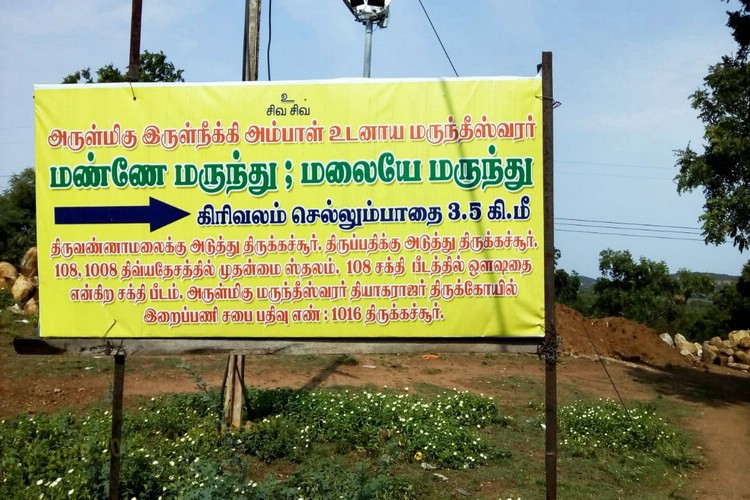 உ
சிவ சிவ
அருள்மிகு இருள்நீக்கி அம்பாள் உடனாய மருந்தீஸ்வரர்
மண்ணே மருந்து ; மலையே மருந்து
கிரிவலம் செல்லும்பாதை 3.5 கி.மீ
திருவண்ணாமலைக்கு அடுத்து திருக்கச்சூர். திருப்பதிக்கு அடுத்து திருக்கச்சூர்.
108, 1008 திவ்யதேசத்தில் முதன்மை ஸ்தலம். 108 சக்தி பீடத்தில் ஔஷதை
என்கிற சக்தி பீடம். அருள்மிகு மருந்தீஸ்வரர் தியாகராஜர் திருக்கோயில்
இறைப்பணி சபை பதிவு எண் : 1016 திருக்கச்சூர்.